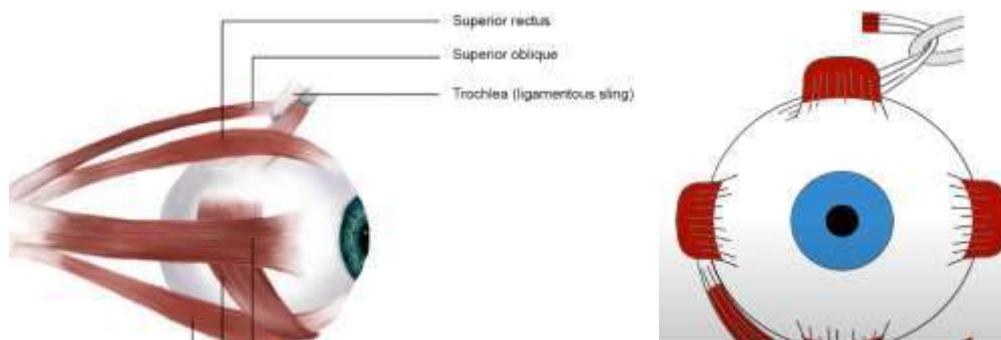 Superior rectus
Superior oblique
Trochlea (ligamentous sling)